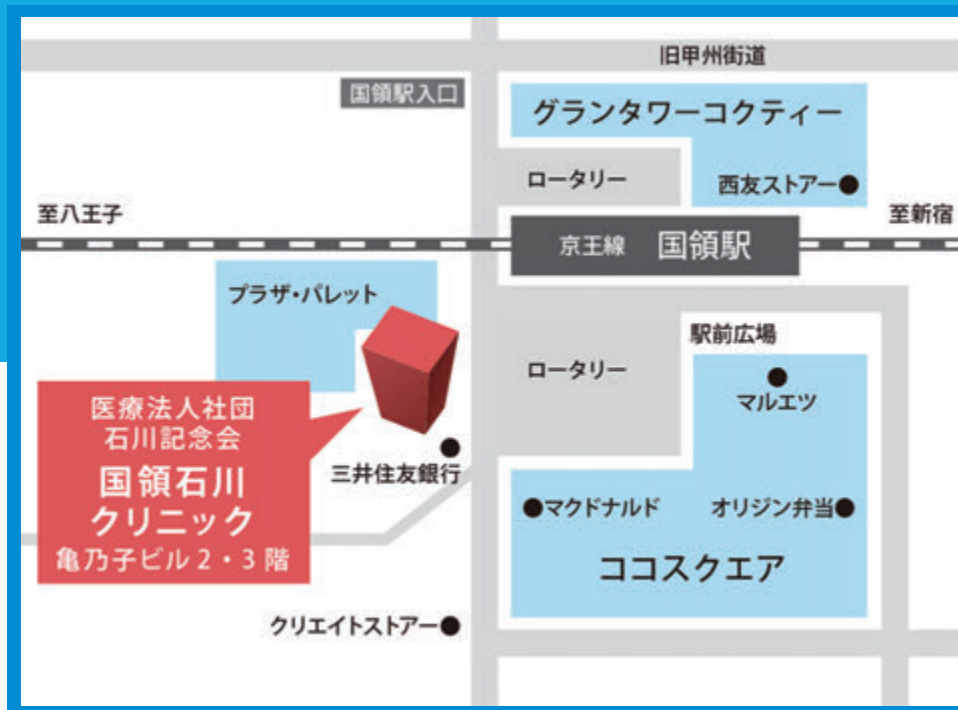 旧甲州街道
国領駅入口
グランタワーコクティー
ロータリー
西友ストアー●
至八王子
至新宿
京王線 国領駅
プラザ・パレット
駅前広場
ロータリー
マルエツ
医療法人社団
石川記念会
国領石川
クリニック
亀乃子ビル2・3階
三井住友銀行
●マクドナルド
オリジン弁当●
ココスクエア
クリエイトストアー●